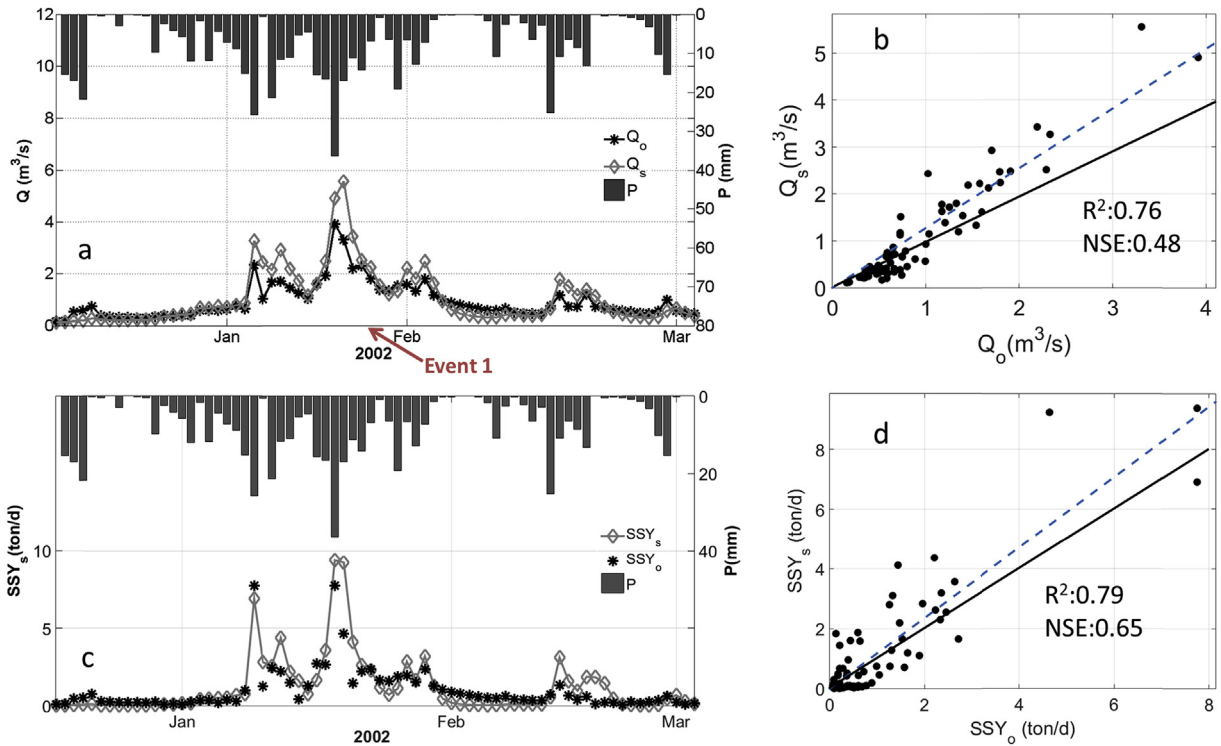 12
10
8
6
4
2
0
Q (m³/s)
0
10
20
30
40
50
60
70
80
P (mm)
Qₒ
Qₛ
P
a
Jan
Feb
Mar
2002
Event 1
b
5
4
3
2
1
0
Qₛ(m³/s)
R²:0.76
NSE:0.48
0
1
2
3
4
Qₒ(m³/s)
10
5
0
SSYₛ(ton/d)
0
20
40
P(mm)
SSYₛ
SSYₒ
P
c
Jan
Feb
Mar
2002
d
8
6
4
2
0
SSYₛ (ton/d)
R²:0.79
NSE:0.65
0
2
4
6
8
SSYₒ (ton/d)